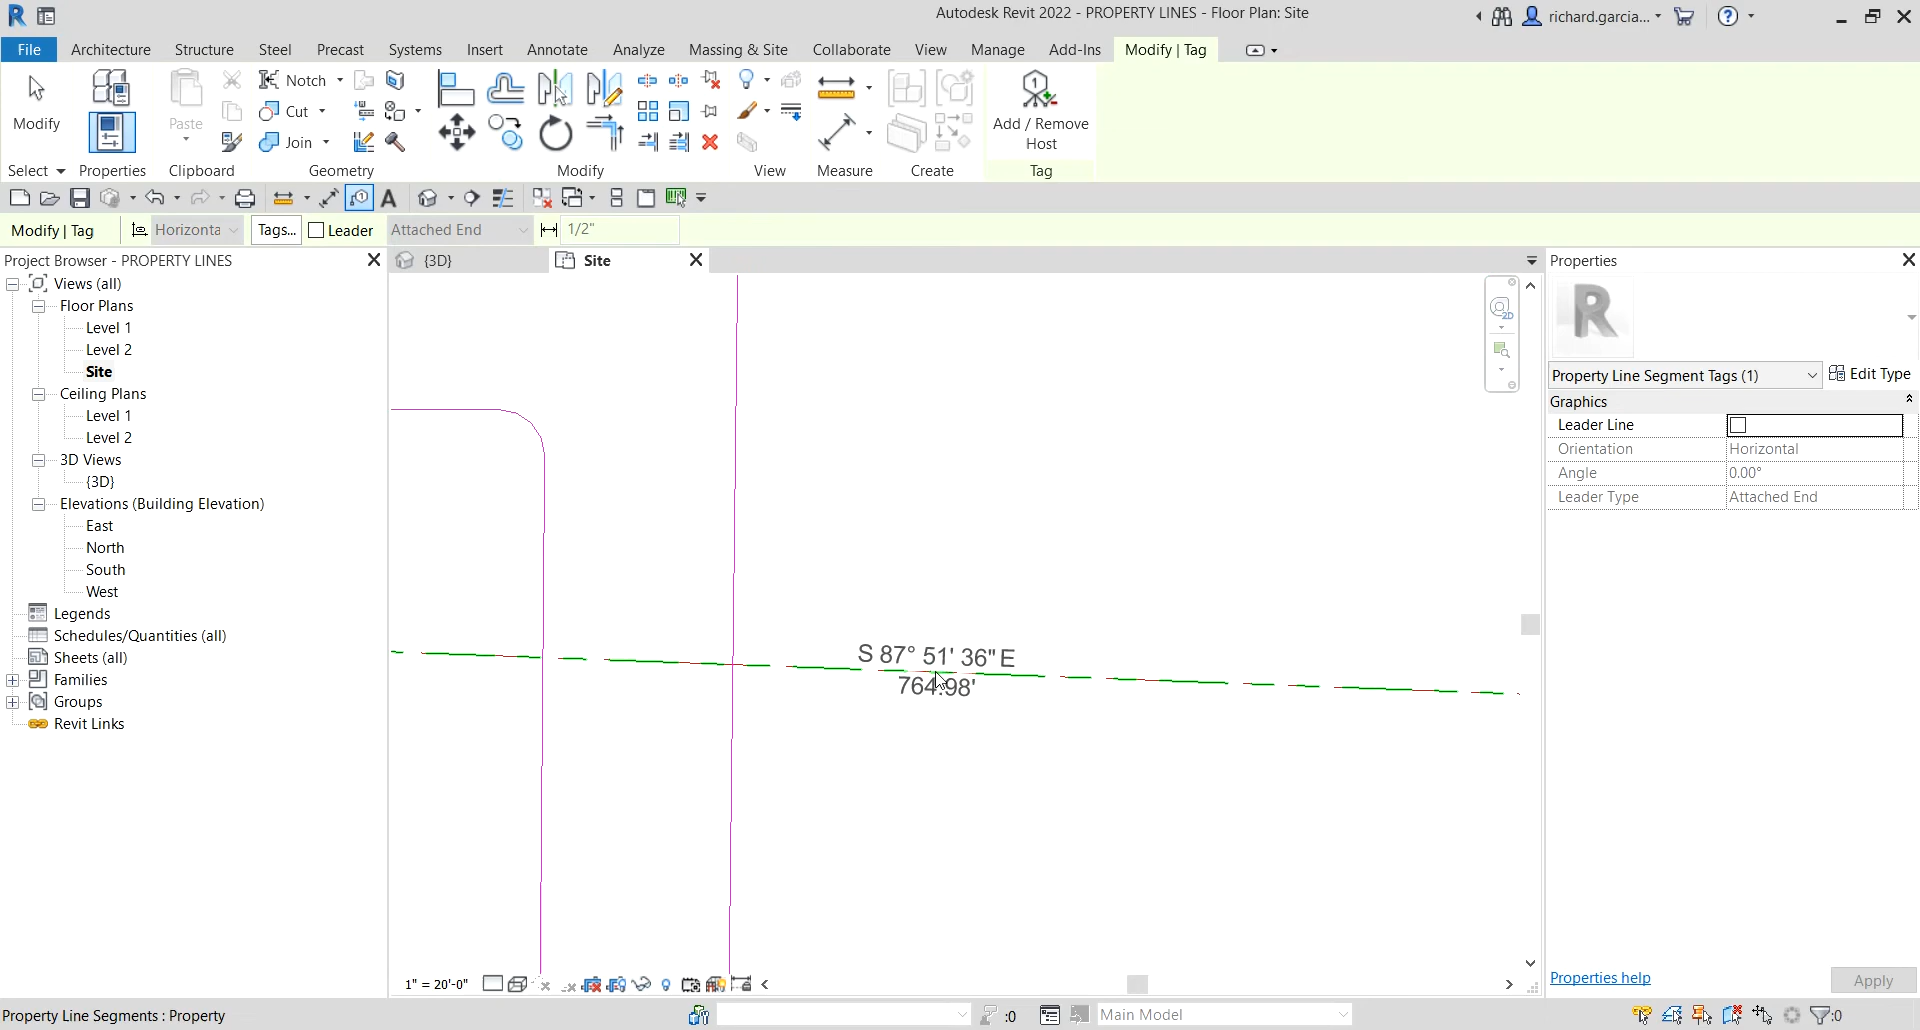 Autodesk Revit 2022 - PROPERTY LINES - Floor Plan: Site
richard.garcia...
File Architecture Structure Steel Precast Systems Insert Annotate Analyze Massing & Site Collaborate View Manage Add-Ins Modify | Tag
Modify
Paste
Notch
Cut
Join
Add / Remove
Host
Select Properties Clipboard Geometry Modify View Measure Create Tag
Modify | Tag Horizonta Tags... Leader Attached End 1/2"
Project Browser - PROPERTY LINES
{3D} Site
Properties
Views (all)
Floor Plans
Level 1
Level 2
Site
Ceiling Plans
Level 1
Level 2
3D Views
{3D}
Elevations (Building Elevation)
East
North
South
West
Legends
Schedules/Quantities (all)
Sheets (all)
Families
Groups
Revit Links
2D
S 87° 51' 36" E
764.98'
Property Line Segment Tags (1) Edit Type
Graphics
Leader Line
Orientation Horizontal
Angle 0.00°
Leader Type Attached End
Properties help Apply
1" = 20'-0"
Property Line Segments : Property :0 Main Model :0